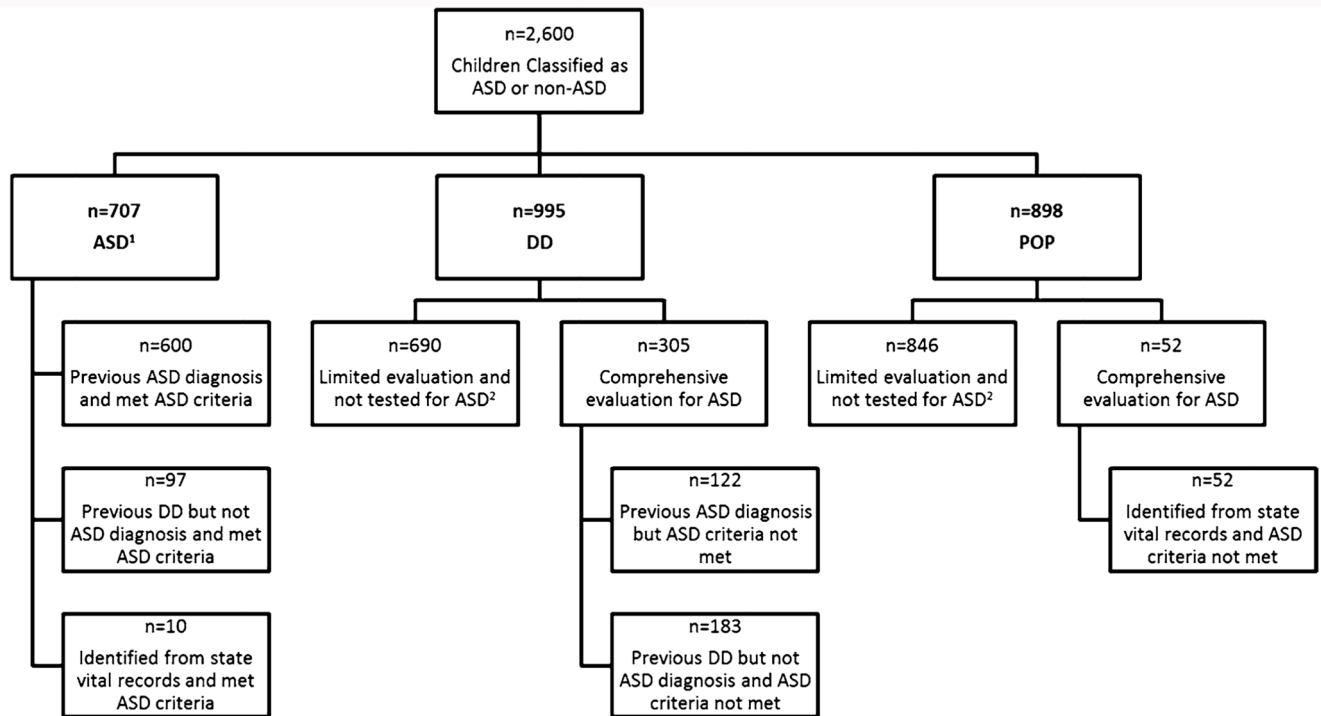 n=2,600
Children Classified as
ASD or non-ASD
n=707
ASD¹
n=995
DD
n=898
POP
n=600
Previous ASD diagnosis
and met ASD criteria
n=690
Limited evaluation and
not tested for ASD²
n=305
Comprehensive
evaluation for ASD
n=846
Limited evaluation and
not tested for ASD²
n=52
Comprehensive
evaluation for ASD
n=97
Previous DD but not
ASD diagnosis and met
ASD criteria
n=122
Previous ASD diagnosis
but ASD criteria not
met
n=52
Identified from state
vital records and ASD
criteria not met
n=10
Identified from state
vital records and met
ASD criteria
n=183
Previous DD but not
ASD diagnosis and ASD
criteria not met